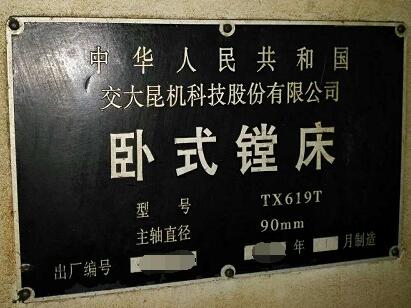 中华人民共和国
交大昆机科技股份有限公司
卧式镗床
型号 TX619T
主轴直径 90mm
出厂编号 年 月制造